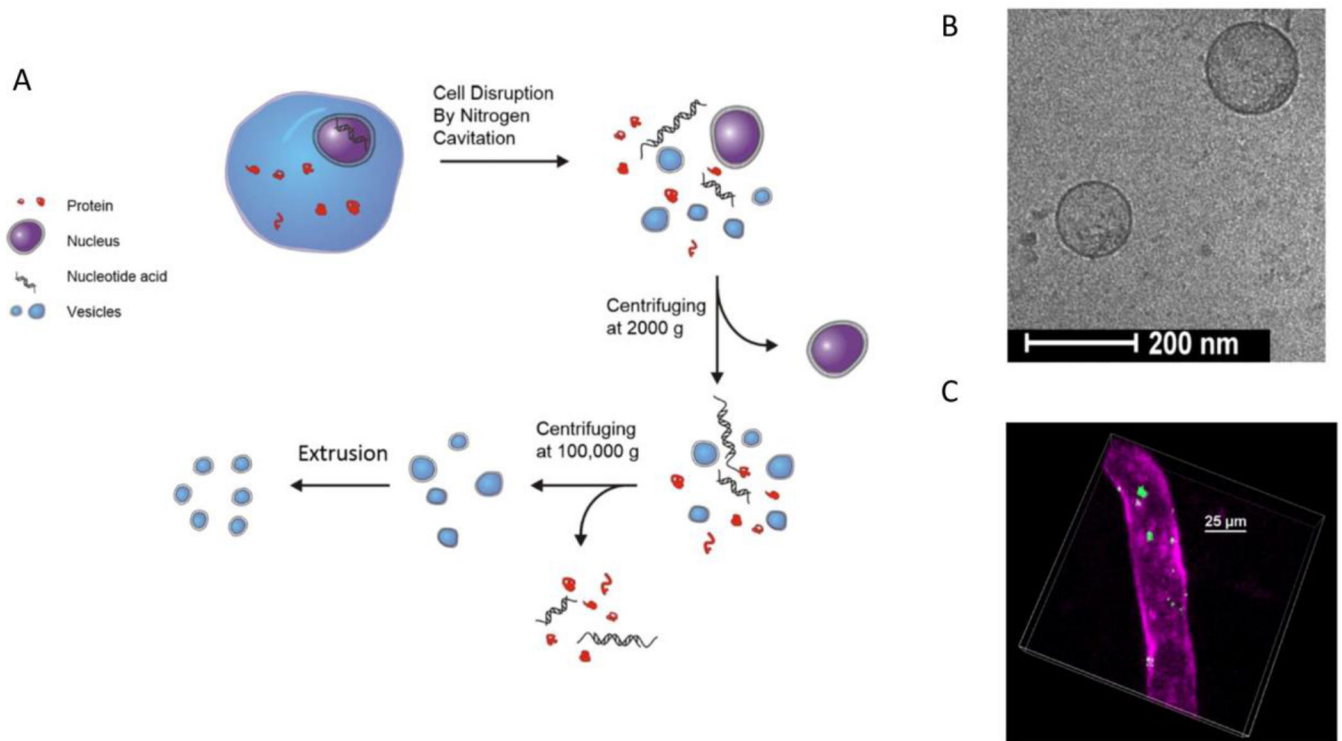 A
Cell Disruption
By Nitrogen
Cavitation
Protein
Nucleus
Nucleotide acid
Vesicles
Centrifuging
at 2000 g
Centrifuging
at 100,000 g
Extrusion
B
200 nm
C
25 µm